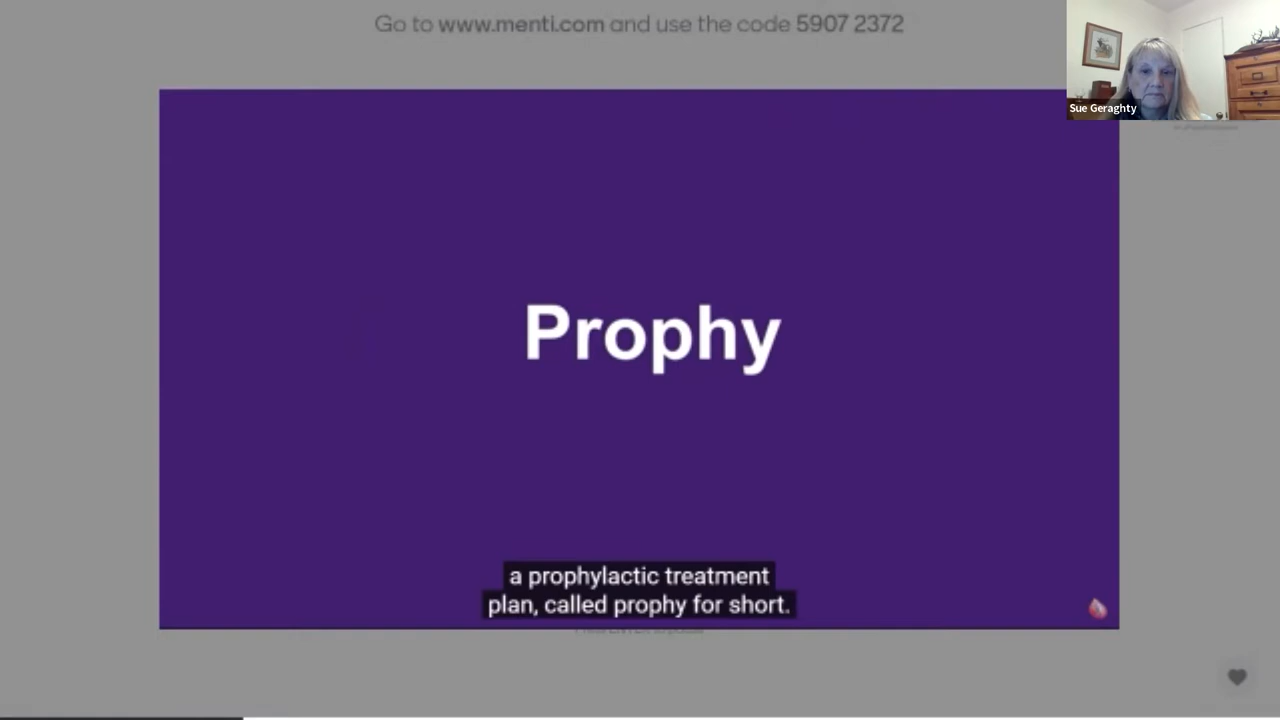 Go to www.menti.com and use the code 5907 2372
Sue Geraghty
Prophy
a prophylactic treatment
plan, called prophy for short.